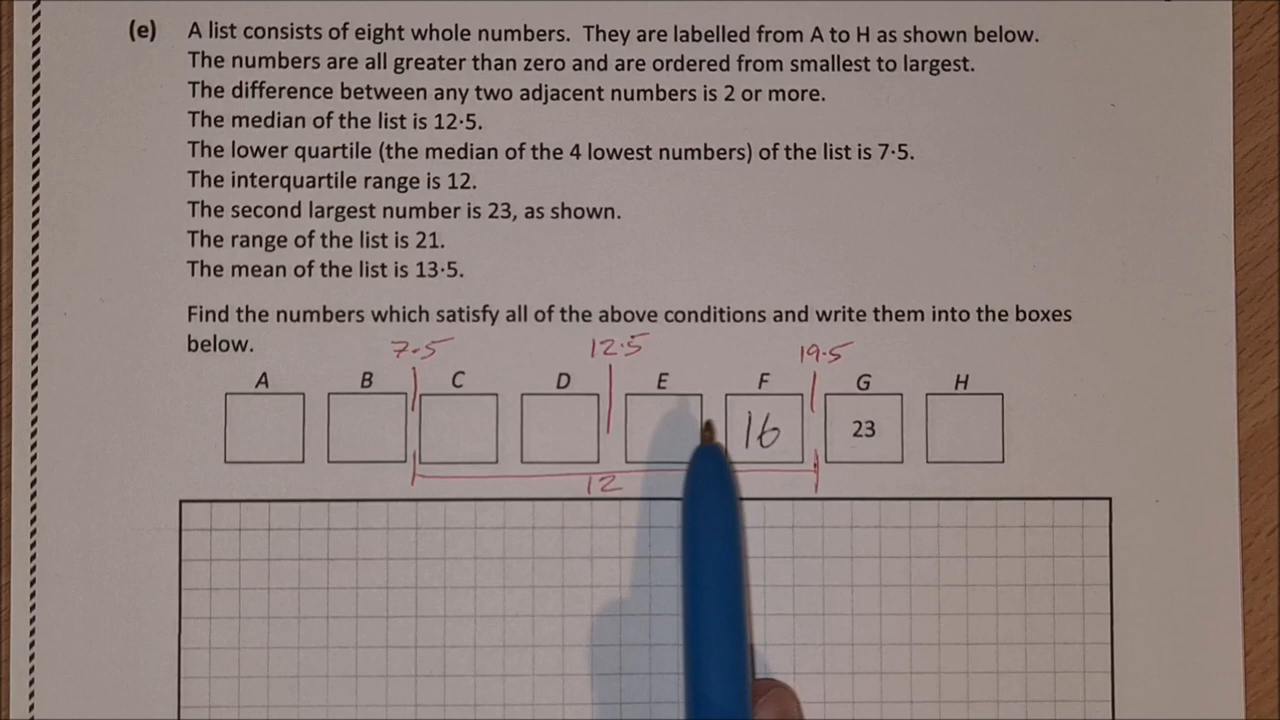 (e) A list consists of eight whole numbers. They are labelled from A to H as shown below.
The numbers are all greater than zero and are ordered from smallest to largest.
The difference between any two adjacent numbers is 2 or more.
The median of the list is 12·5.
The lower quartile (the median of the 4 lowest numbers) of the list is 7·5.
The interquartile range is 12.
The second largest number is 23, as shown.
The range of the list is 21.
The mean of the list is 13·5.
Find the numbers which satisfy all of the above conditions and write them into the boxes
below.
7.5 12.5 19.5
A B C D E F G H
16 23
12